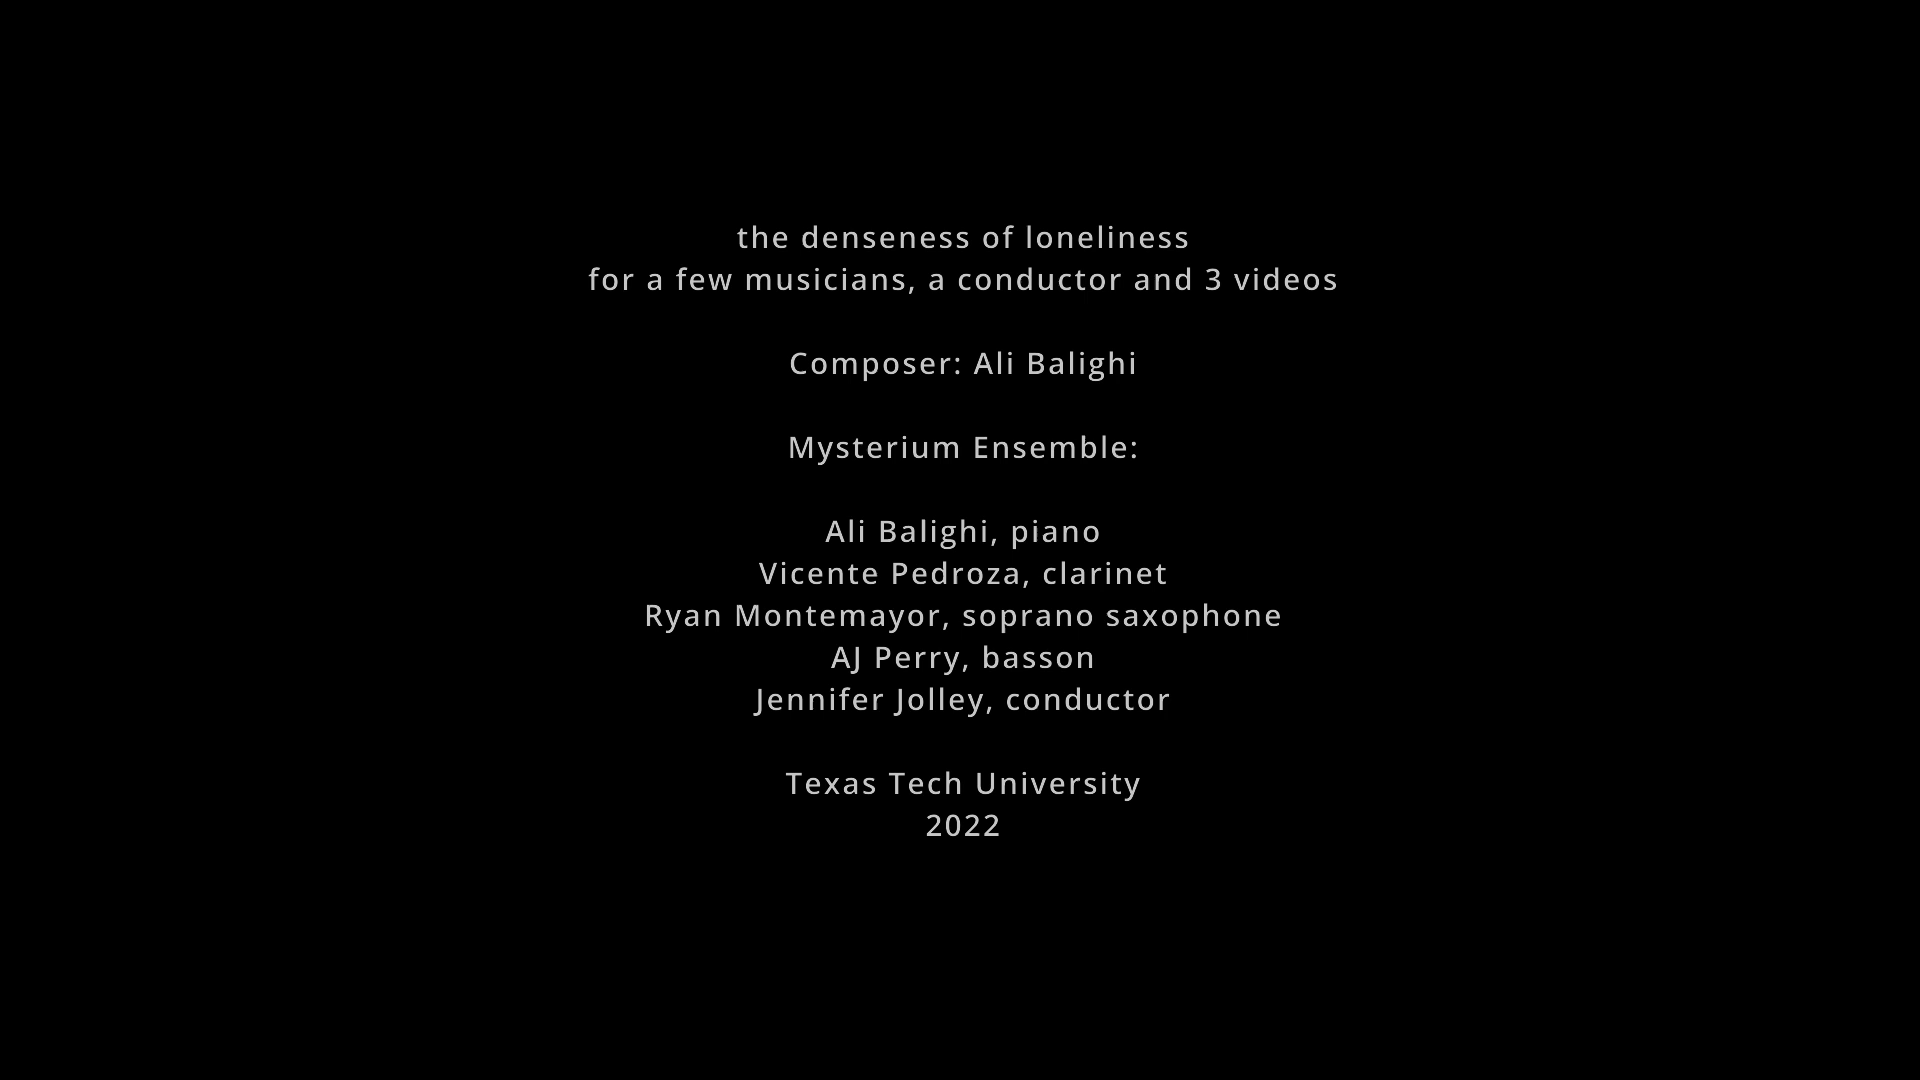 the denseness of loneliness
for a few musicians, a conductor and 3 videos
Composer: Ali Balighi
Mysterium Ensemble:
Ali Balighi, piano
Vicente Pedroza, clarinet
Ryan Montemayor, soprano saxophone
AJ Perry, basson
Jennifer Jolley, conductor
Texas Tech University
2022